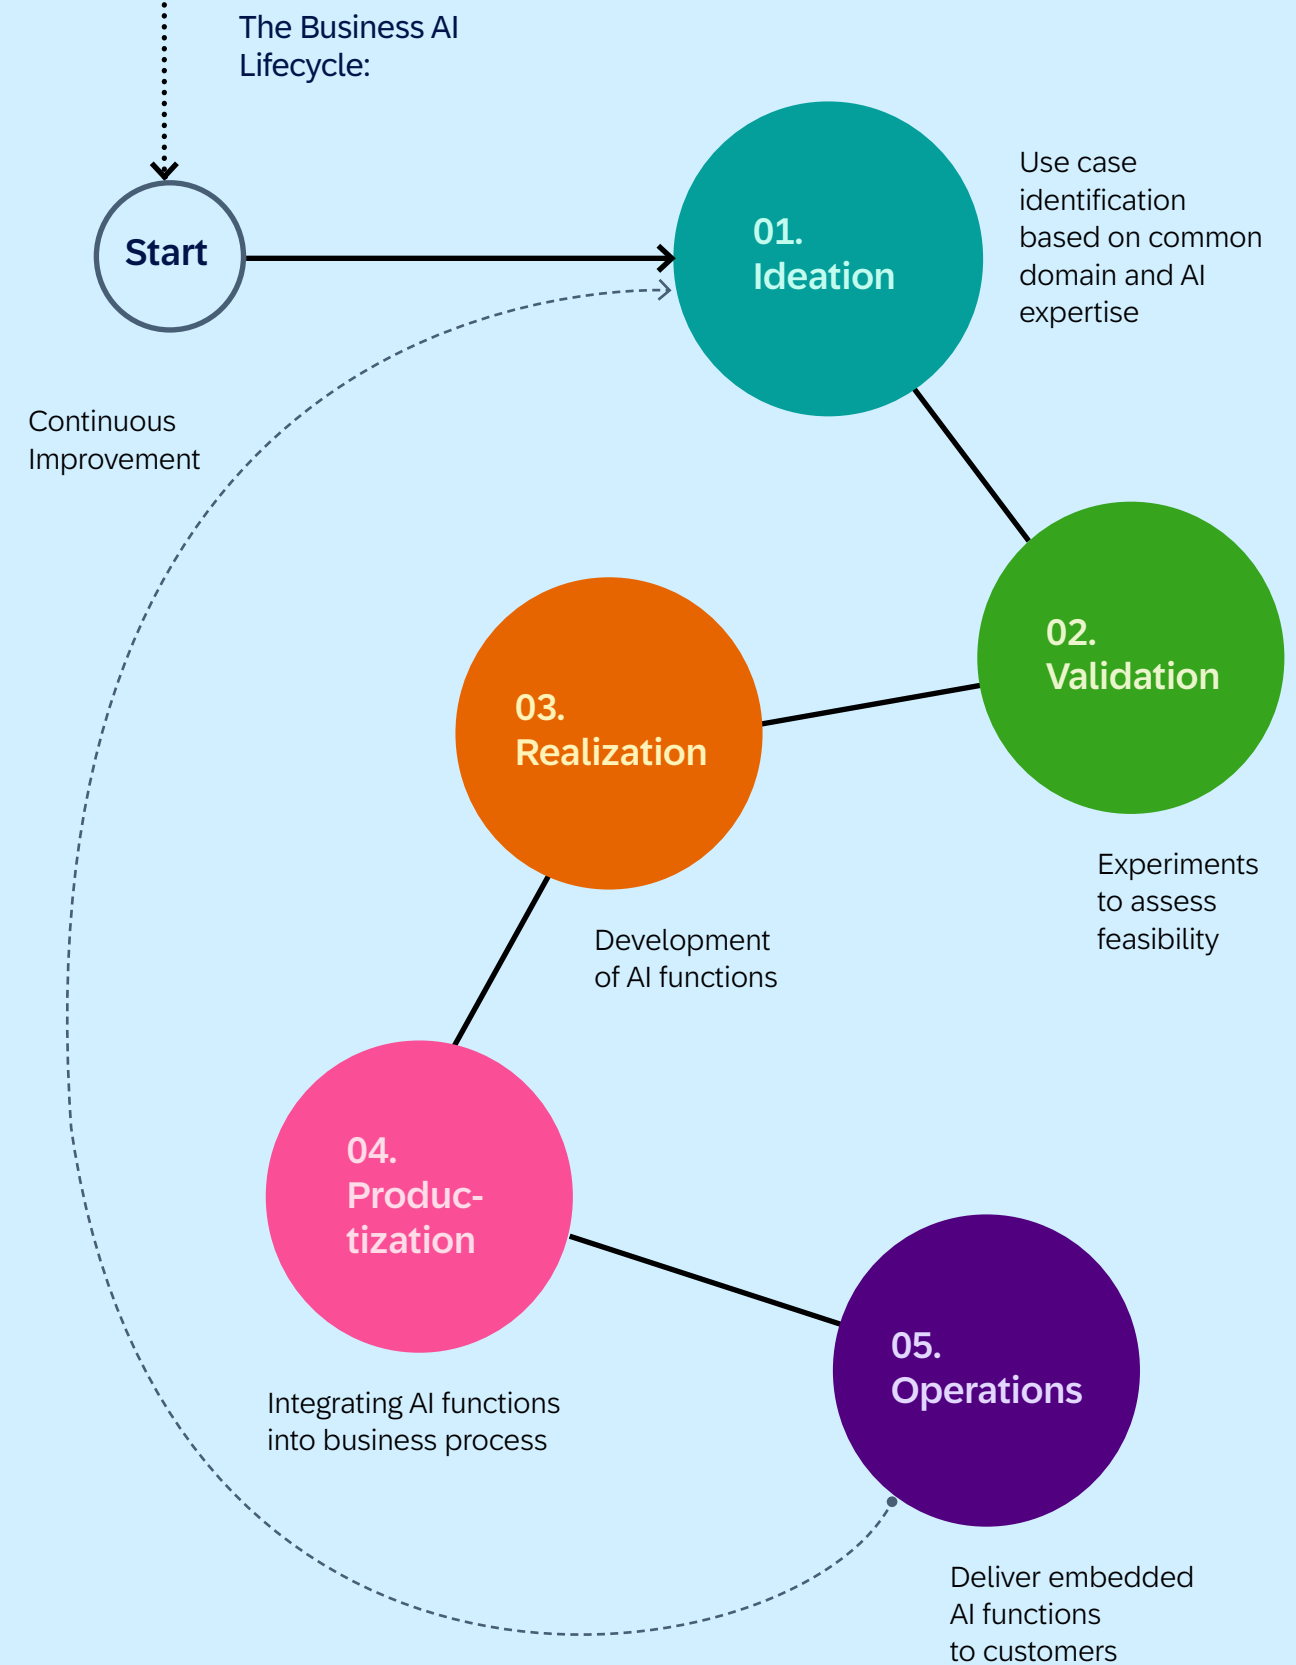 The Business AI
Lifecycle:
Start
01.
Ideation
Use case
identification
based on common
domain and AI
expertise
Continuous
Improvement
02.
Validation
Experiments
to assess
feasibility
03.
Realization
Development
of AI functions
04.
Produc-
tization
Integrating AI functions
into business process
05.
Operations
Deliver embedded
AI functions
to customers